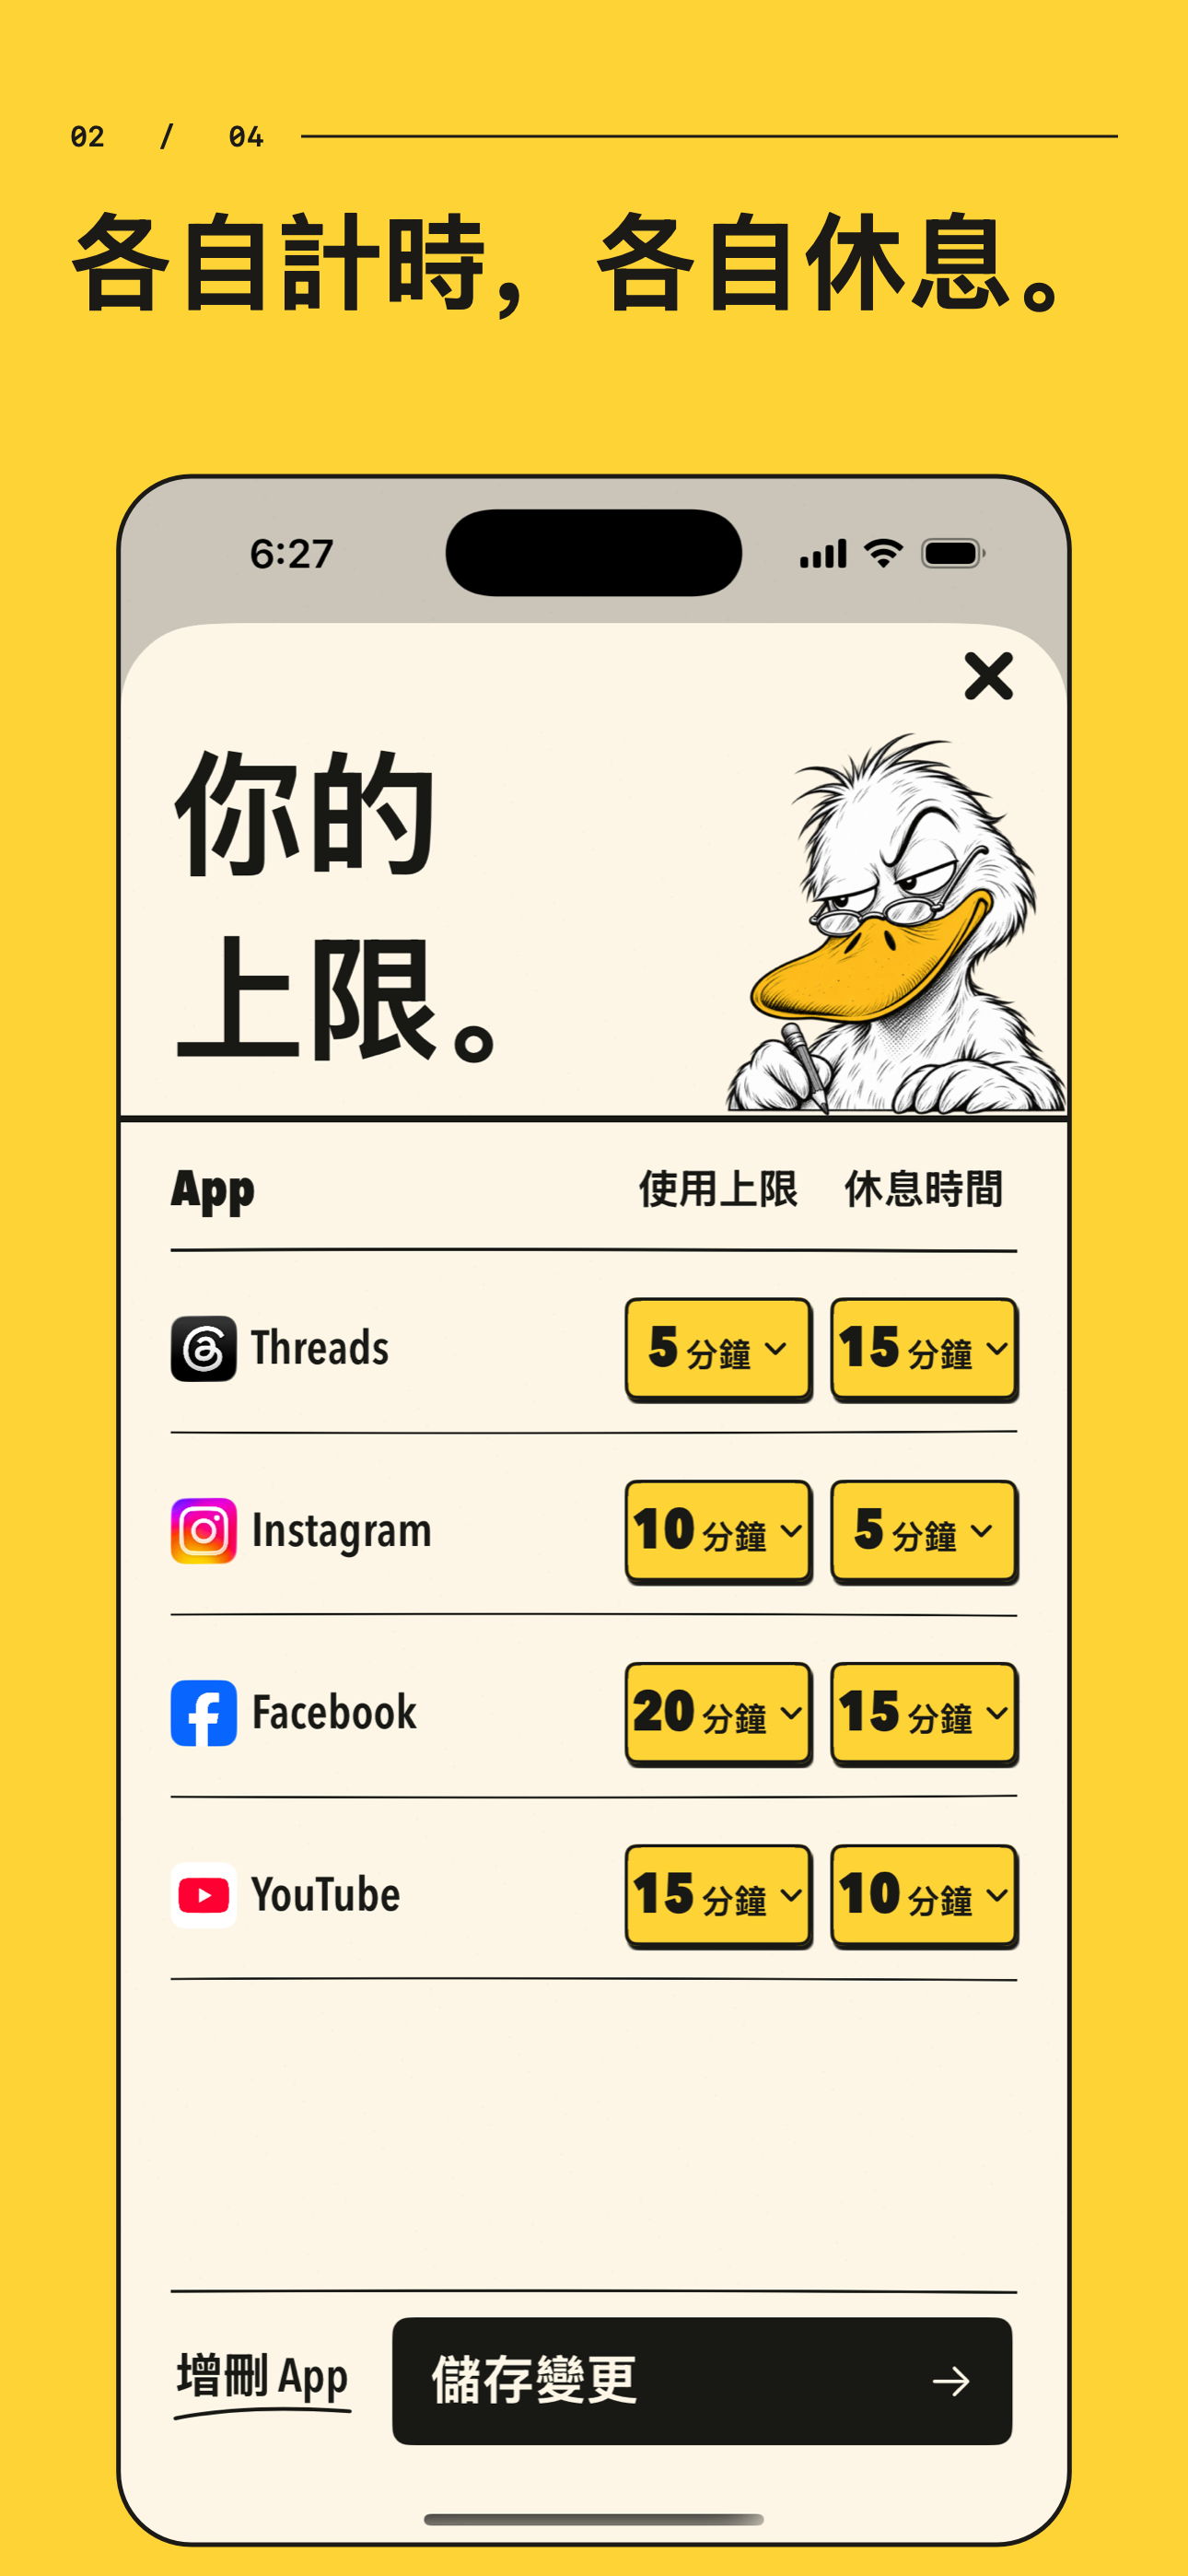 02 / 04
各自計時，各自休息。
6:27
你的
上限。
App 使用上限 休息時間
Threads 5 分鐘 15 分鐘
Instagram 10 分鐘 5 分鐘
Facebook 20 分鐘 15 分鐘
YouTube 15 分鐘 10 分鐘
增刪 App 儲存變更 →